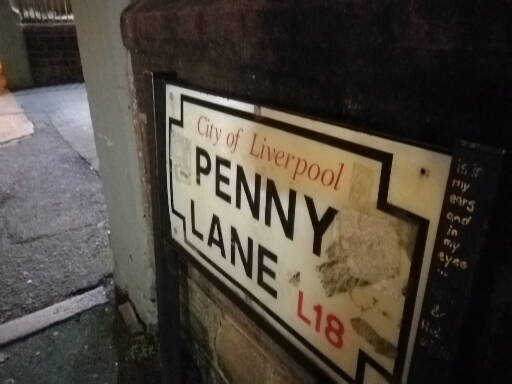 City of Liverpool
PENNY
LANE
L18
is in
my
ears
and
in
my
eyes
...